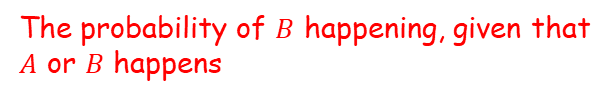 The probability of B happening, given that
A or B happens